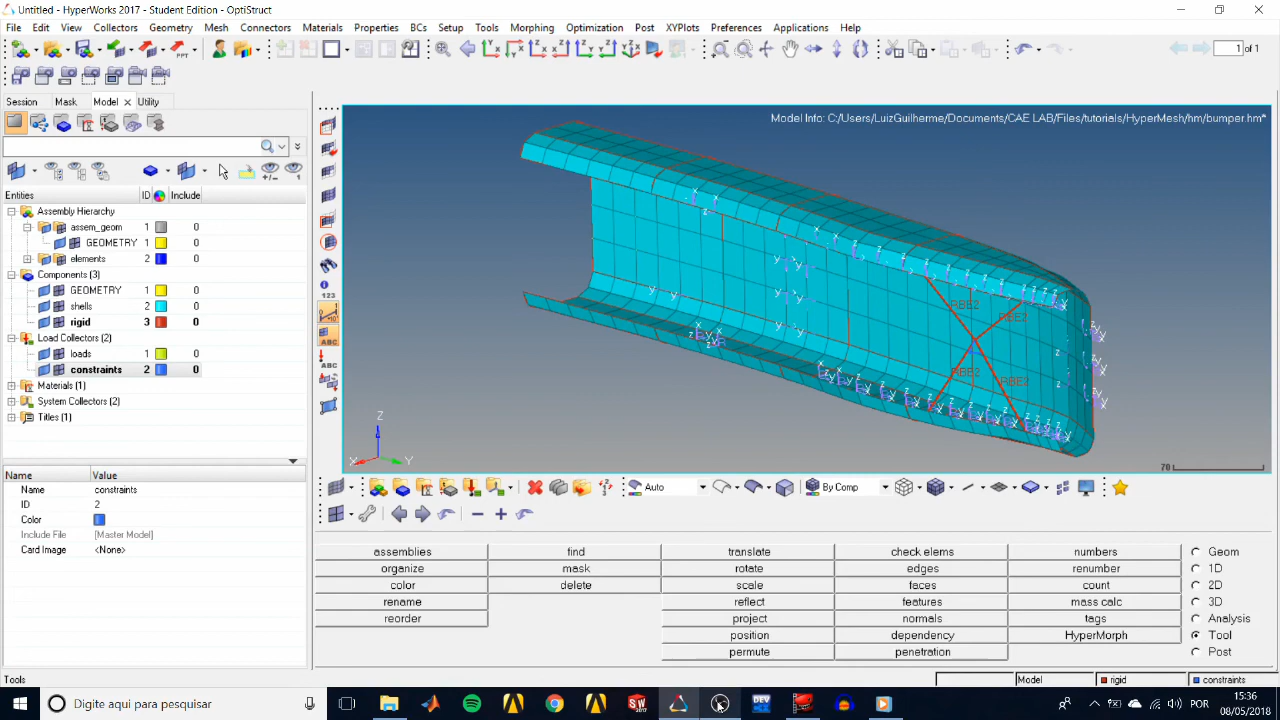 Untitled - HyperWorks 2017 - Student Edition - OptiStruct
File Edit View Collectors Geometry Mesh Connectors Materials Properties BCs Setup Tools Morphing Optimization Post XYPlots Preferences Applications Help
1 of 1
Session Mask Model Utility
Model Info: C:/Users/LuizGuilherme/Documents/CAE LAB/Files/tutorials/HyperMesh/hm/bumper.hm*
Entities ID Include
Assembly Hierarchy
assem_geom 1 0
GEOMETRY 1 0
elements 2 0
Components (3)
GEOMETRY 1 0
shells 2 0
rigid 3 0
Load Collectors (2)
loads 1 0
constraints 2 0
Materials (1)
System Collectors (2)
Titles (1)
RBE2
RBE2
RBE2
RBE2
Z
X Y
70
Name Value
Name constraints
ID 2
Color
Include File [Master Model]
Card Image <None>
Auto By Comp
assemblies find translate check elems numbers Geom
organize mask rotate edges renumber 1D
color delete scale faces count 2D
rename reflect features mass calc 3D
reorder project normals tags Analysis
position dependency HyperMorph Tool
permute penetration Post
Tools Model rigid constraints
Digite aqui para pesquisar
POR
15:36
08/05/2018